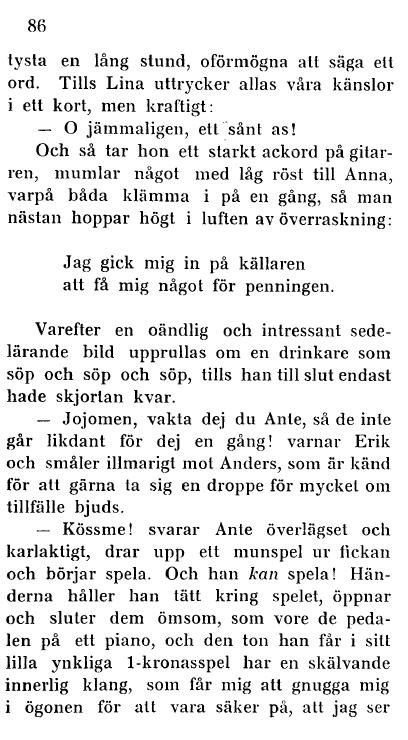 86
tysta en lång stund, oförmögna att säga ett
ord. Tills Lina uttrycker allas våra känslor
i ett kort, men kraftigt:
— O jämmaligen, ett sånt as!
Och så tar hon ett starkt ackord på gitar-
ren, mumlar något med låg röst till Anna,
varpå båda klämma i på en gång, så man
nästan hoppar högt i luften av överraskning:
Jag gick mig in på källaren
att få mig något för penningen.
Varefter en oändlig och intressant sede-
lärande bild upprullas om en drinkare som
söp och söp och söp, tills han till slut endast
hade skjortan kvar.
— Jojomen, vakta dej du Ante, så de inte
går likdant för dej en gång! varnar Erik
och småler illmarigt mot Anders, som är känd
för att gärna ta sig en droppe för mycket om
tillfälle bjuds.
— Kössme! svarar Ante överlägset och
karlaktigt, drar upp ett munspel ur fickan
och börjar spela. Och han kan spela! Hän-
derna håller han tätt kring spelet, öppnar
och sluter dem ömsom, som vore de peda-
len på ett piano, och den ton han får i sitt
lilla ynkliga 1-kronasspel har en skälvande
innerlig klang, som får mig att gnugga mig
i ögonen för att vara säker på, att jag ser